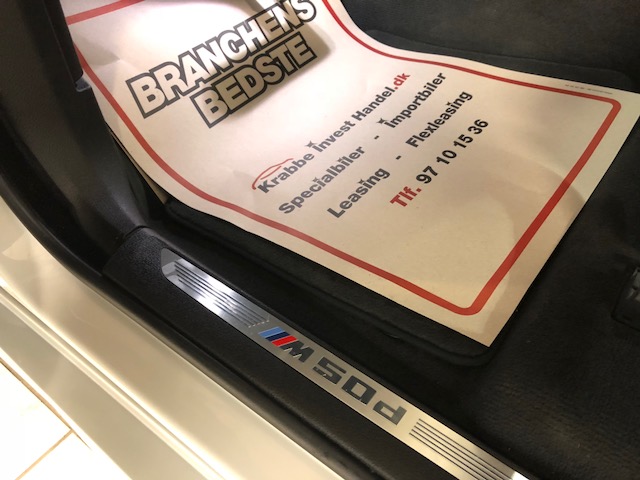 BRANCHENS
BEDSTE
Krabbe Invest Handel.dk
Specialbiler - Importbiler
Leasing - Flexleasing
Tlf. 97 10 15 36
M50d